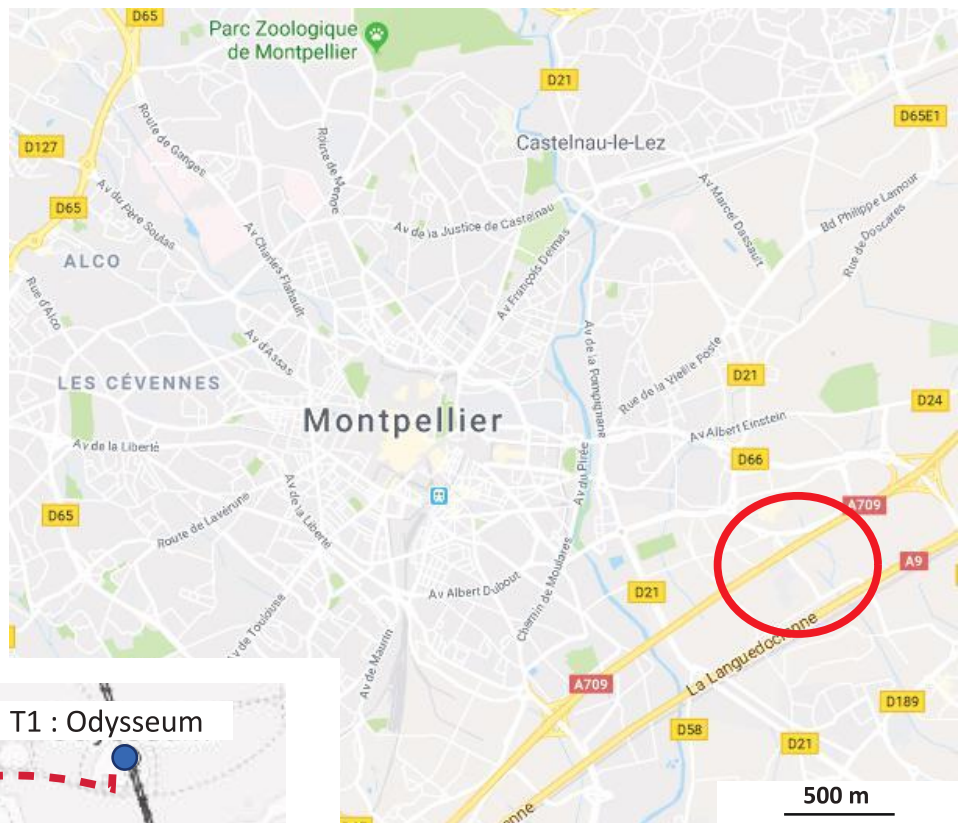 D65
Parc Zoologique
de Montpellier
D21
D65E1
Castelnau-le-Lez
Route de Ganges
D127
Av Marcel Dassault
D65
Av du Père Soulas
Av de la Justice de Castelnau
Bd Philippe Lamour
Rue de Doscares
ALCO
Av Charles Flahault
Av François Delmas
Rue d'Alco
Av d'Assas
Av de la Pompignane
Rue de la Vieille Poste
LES CÉVENNES
D21
D24
Montpellier
Av Albert Einstein
Av de la Liberté
D66
Av du Pirée
Av de la Liberté
D65
Route de Lavérune
A709
A9
Av Albert Dubout
Chemin de Moulares
D21
Av de Toulouse
La Languedocienne
Av de Maurin
A709
D189
T1 : Odysseum
D58
D21
500 m